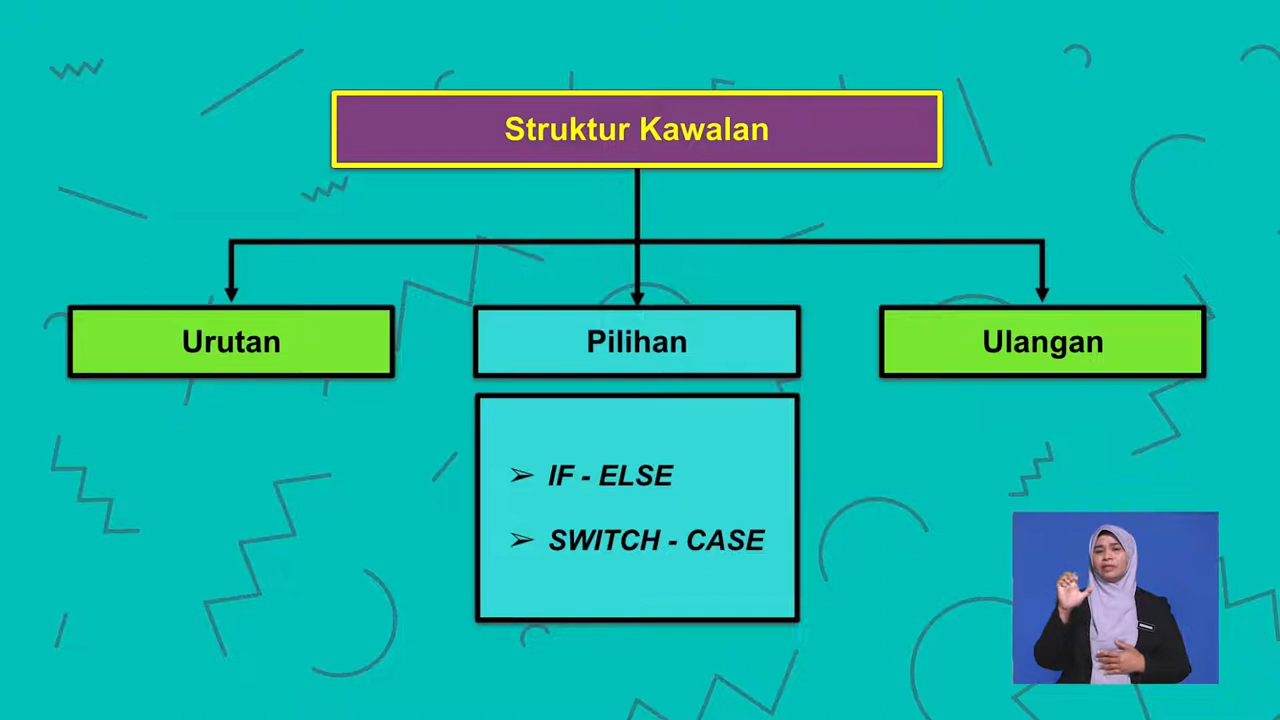 Struktur Kawalan
Urutan
Pilihan
Ulangan
➢ IF - ELSE
➢ SWITCH - CASE